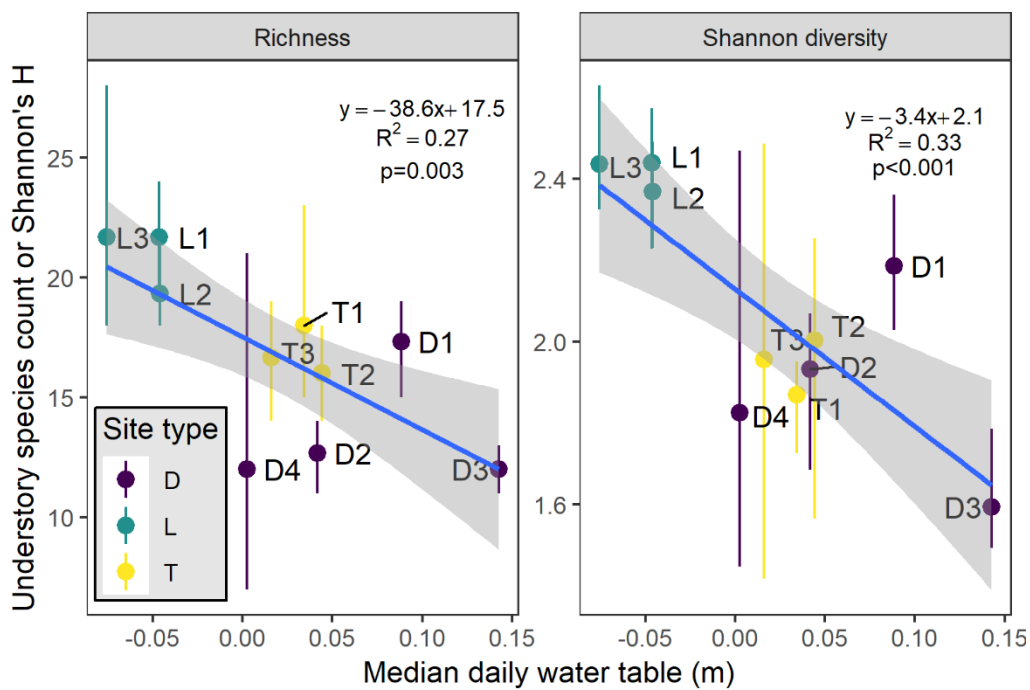 Richness
Shannon diversity
Understory species count or Shannon's H
y = −38.6x + 17.5
R² = 0.27
p=0.003
L3
L1
L2
T1
T3
T2
D1
D4
D2
D3
25
20
15
10
Site type
D
L
T
-0.05
0.00
0.05
0.10
0.15
y = −3.4x + 2.1
R² = 0.33
p<0.001
L3
L1
L2
D1
T3
T2
D2
T1
D4
D3
2.4
2.0
1.6
-0.05
0.00
0.05
0.10
0.15
Median daily water table (m)